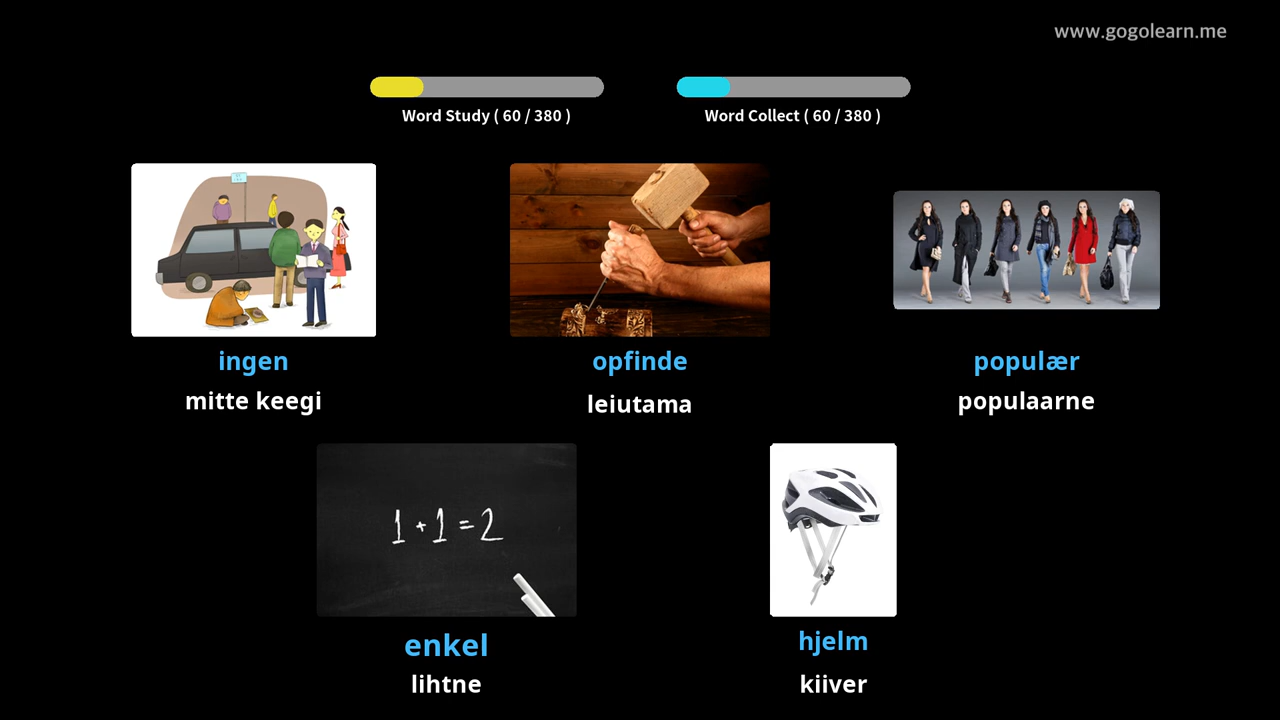 www.gogolearn.me
Word Study ( 60 / 380 )
Word Collect ( 60 / 380 )
ingen
mitte keegi
opfinde
leiutama
populær
populaarne
1 + 1 = 2
enkel
lihtne
hjelm
kiiver